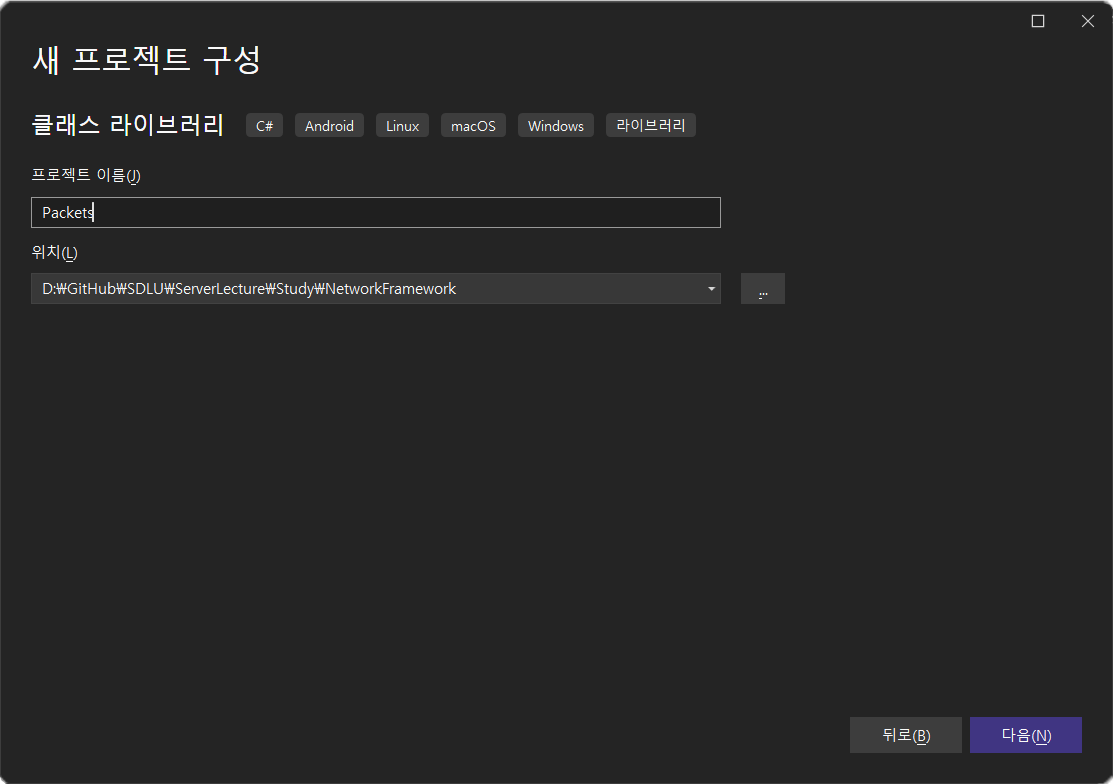 새 프로젝트 구성
클래스 라이브러리 C# Android Linux macOS Windows 라이브러리
프로젝트 이름(J)
Packets
위치(L)
D:₩GitHub₩SDLU₩ServerLecture₩Study₩NetworkFramework
...
뒤로(B) 다음(N)